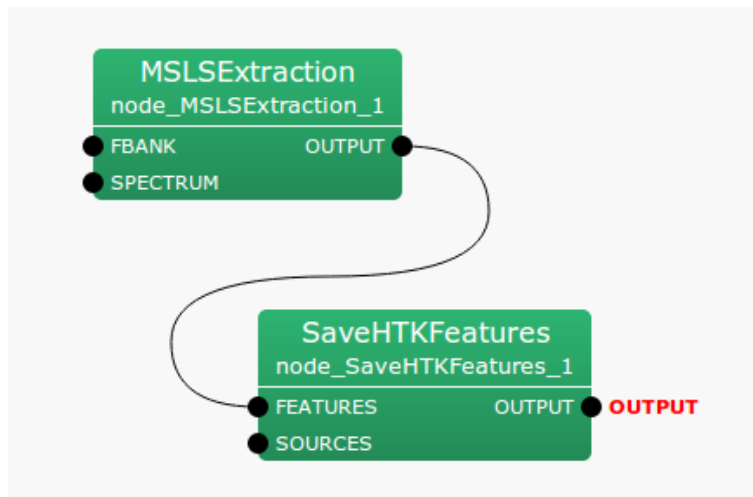 MSLSExtraction
node_MSLSExtraction_1
FBANK OUTPUT
SPECTRUM
SaveHTKFeatures
node_SaveHTKFeatures_1
FEATURES OUTPUT OUTPUT
SOURCES